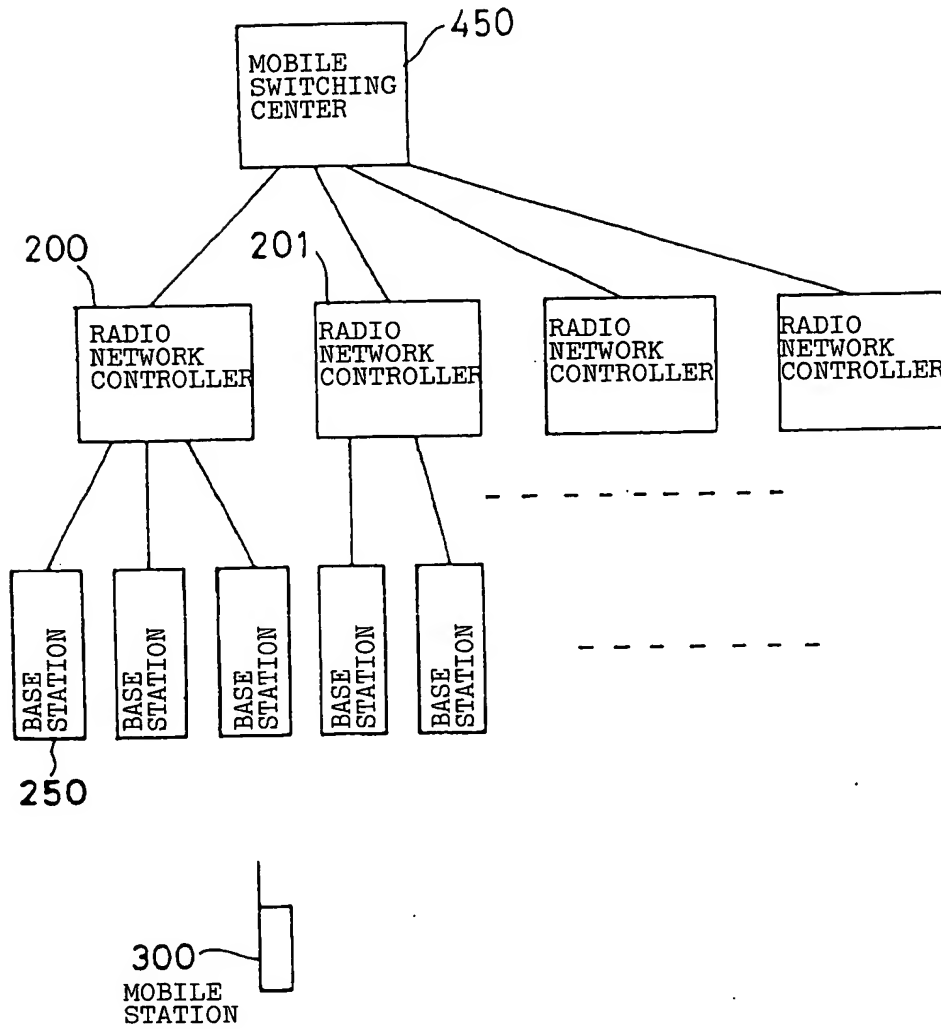 450
MOBILE
SWITCHING
CENTER
200
201
RADIO
NETWORK
CONTROLLER
RADIO
NETWORK
CONTROLLER
RADIO
NETWORK
CONTROLLER
RADIO
NETWORK
CONTROLLER
BASE
STATION
BASE
STATION
BASE
STATION
BASE
STATION
BASE
STATION
250
300
MOBILE
STATION